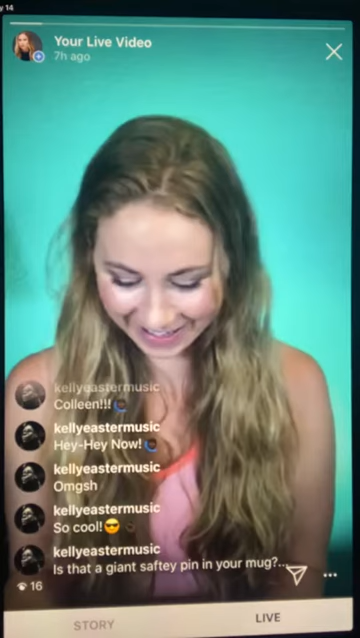 y 14
Your Live Video
7h ago
kellyeastermusic
Colleen!!!
kellyeastermusic
Hey-Hey Now!
kellyeastermusic
Omgsh
kellyeastermusic
So cool!😎
kellyeastermusic
Is that a giant saftey pin in your mug?...
16
STORY
LIVE